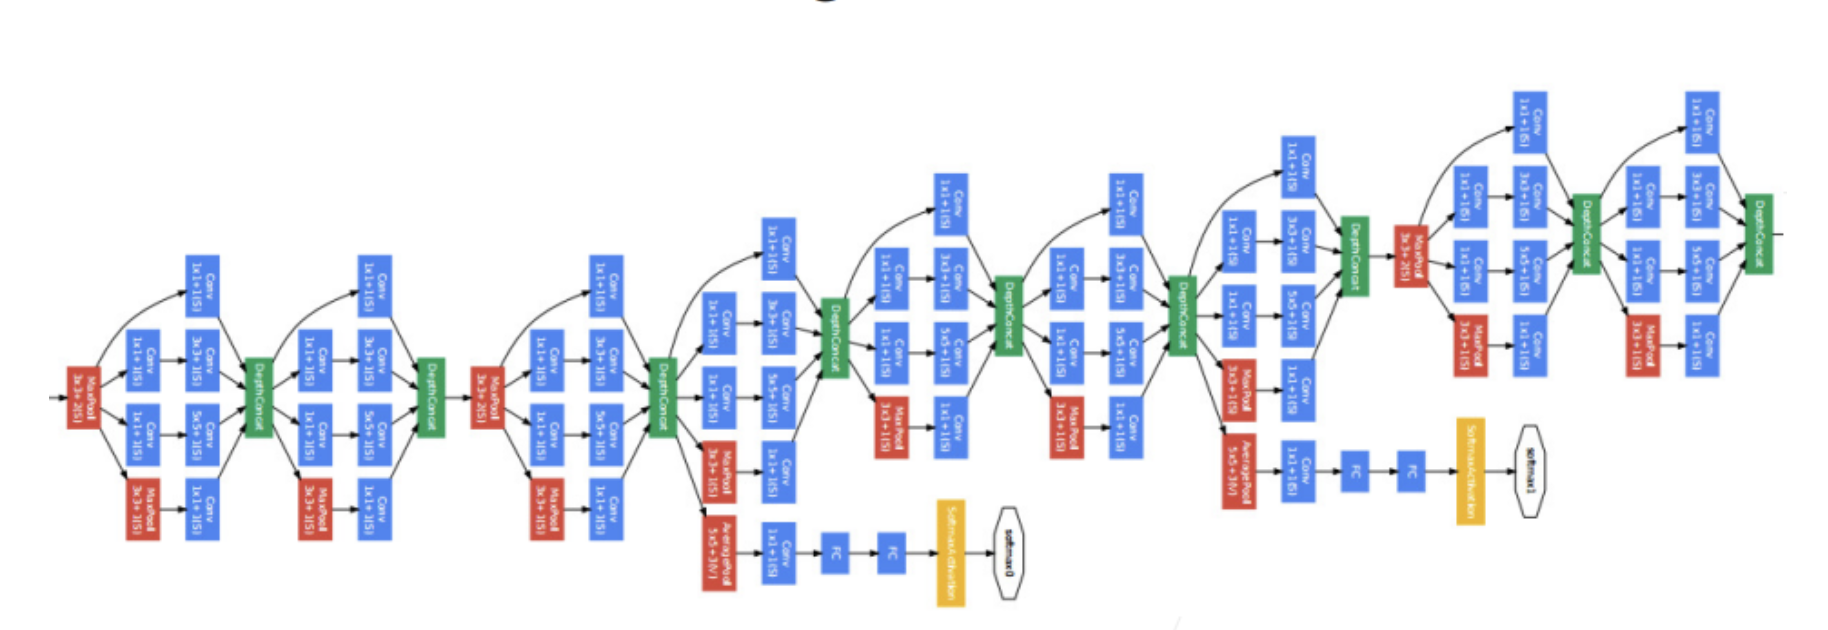 MaxPool
3x3+2(S)
Conv
1x1+1(S)
Conv
1x1+1(S)
MaxPool
3x3+1(S)
Conv
1x1+1(S)
Conv
3x3+1(S)
Conv
5x5+1(S)
Conv
1x1+1(S)
DepthConcat
Conv
1x1+1(S)
Conv
1x1+1(S)
MaxPool
3x3+1(S)
Conv
1x1+1(S)
Conv
3x3+1(S)
Conv
5x5+1(S)
Conv
1x1+1(S)
DepthConcat
MaxPool
3x3+2(S)
Conv
1x1+1(S)
Conv
1x1+1(S)
MaxPool
3x3+1(S)
Conv
1x1+1(S)
Conv
3x3+1(S)
Conv
5x5+1(S)
Conv
1x1+1(S)
DepthConcat
Conv
1x1+1(S)
Conv
1x1+1(S)
MaxPool
3x3+1(S)
AveragePool
5x5+3(V)
Conv
1x1+1(S)
Conv
3x3+1(S)
Conv
5x5+1(S)
Conv
1x1+1(S)
Conv
1x1+1(S)
DepthConcat
FC
Conv
1x1+1(S)
Conv
1x1+1(S)
MaxPool
3x3+1(S)
FC
Conv
1x1+1(S)
Conv
3x3+1(S)
Conv
5x5+1(S)
Conv
1x1+1(S)
SoftmaxActivation
DepthConcat
softmax0
Conv
1x1+1(S)
Conv
1x1+1(S)
MaxPool
3x3+1(S)
Conv
1x1+1(S)
Conv
3x3+1(S)
Conv
5x5+1(S)
Conv
1x1+1(S)
DepthConcat
Conv
1x1+1(S)
Conv
1x1+1(S)
MaxPool
3x3+1(S)
AveragePool
5x5+3(V)
Conv
1x1+1(S)
Conv
3x3+1(S)
Conv
5x5+1(S)
Conv
1x1+1(S)
Conv
1x1+1(S)
DepthConcat
FC
MaxPool
3x3+2(S)
FC
Conv
1x1+1(S)
Conv
1x1+1(S)
MaxPool
3x3+1(S)
SoftmaxActivation
Conv
1x1+1(S)
Conv
3x3+1(S)
Conv
5x5+1(S)
Conv
1x1+1(S)
softmax1
DepthConcat
Conv
1x1+1(S)
Conv
1x1+1(S)
MaxPool
3x3+1(S)
Conv
1x1+1(S)
Conv
3x3+1(S)
Conv
5x5+1(S)
Conv
1x1+1(S)
DepthConcat